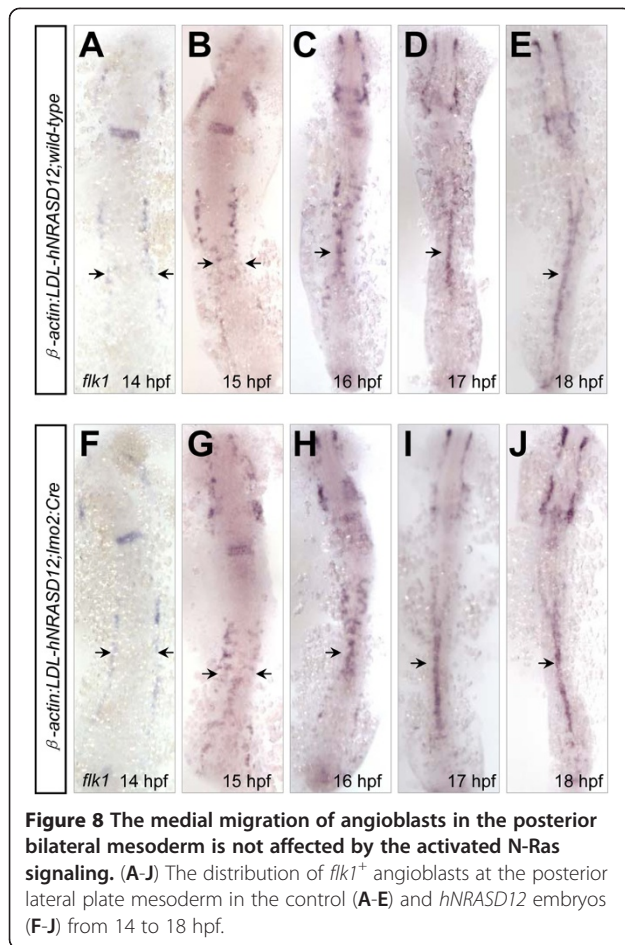 β-actin:LDL-hNRASD12;wild-type
A B C D E
flk1 14 hpf 15 hpf 16 hpf 17 hpf 18 hpf
β-actin:LDL-hNRASD12;lmo2:Cre
F G H I J
flk1 14 hpf 15 hpf 16 hpf 17 hpf 18 hpf
Figure 8 The medial migration of angioblasts in the posterior
bilateral mesoderm is not affected by the activated N-Ras
signaling. (A-J) The distribution of flk1⁺ angioblasts at the posterior
lateral plate mesoderm in the control (A-E) and hNRASD12 embryos
(F-J) from 14 to 18 hpf.